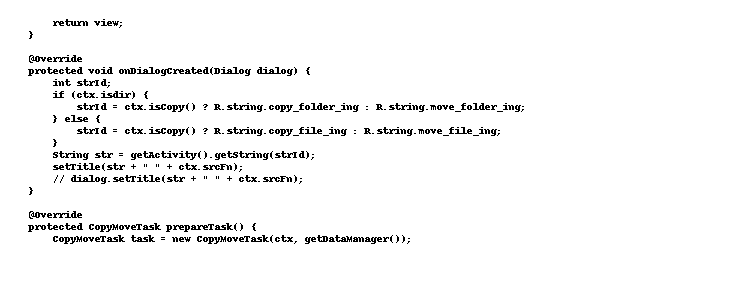 return view;
}
@Override
protected void onDialogCreated(Dialog dialog) {
int strId;
if (ctx.isdir) {
strId = ctx.isCopy() ? R.string.copy_folder_ing : R.string.move_folder_ing;
} else {
strId = ctx.isCopy() ? R.string.copy_file_ing : R.string.move_file_ing;
}
String str = getActivity().getString(strId);
setTitle(str + " " + ctx.srcFn);
// dialog.setTitle(str + " " + ctx.srcFn);
}
@Override
protected CopyMoveTask prepareTask() {
CopyMoveTask task = new CopyMoveTask(ctx, getDataManager());